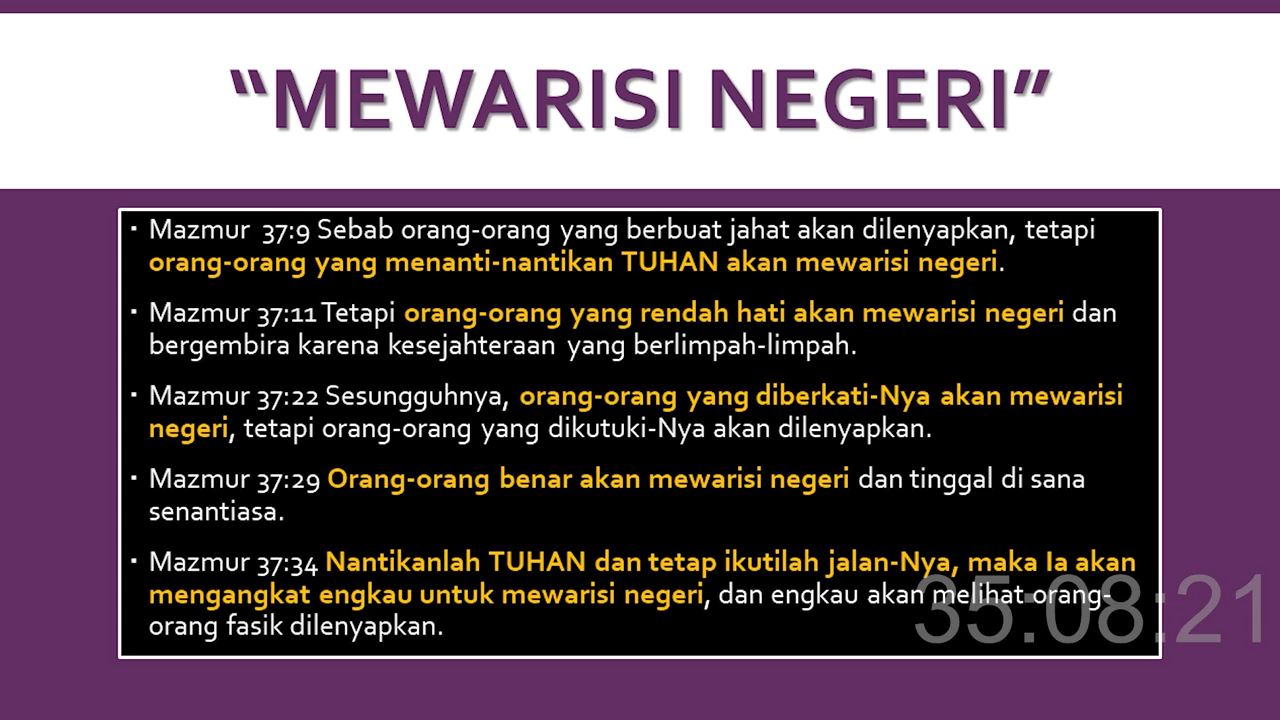 “MEWARISI NEGERI”
▪ Mazmur 37:9 Sebab orang-orang yang berbuat jahat akan dilenyapkan, tetapi
orang-orang yang menanti-nantikan TUHAN akan mewarisi negeri.
▪ Mazmur 37:11 Tetapi orang-orang yang rendah hati akan mewarisi negeri dan
bergembira karena kesejahteraan yang berlimpah-limpah.
▪ Mazmur 37:22 Sesungguhnya, orang-orang yang diberkati-Nya akan mewarisi
negeri, tetapi orang-orang yang dikutuki-Nya akan dilenyapkan.
▪ Mazmur 37:29 Orang-orang benar akan mewarisi negeri dan tinggal di sana
senantiasa.
▪ Mazmur 37:34 Nantikanlah TUHAN dan tetap ikutilah jalan-Nya, maka Ia akan
mengangkat engkau untuk mewarisi negeri, dan engkau akan melihat orang-
orang fasik dilenyapkan.
35:08:21